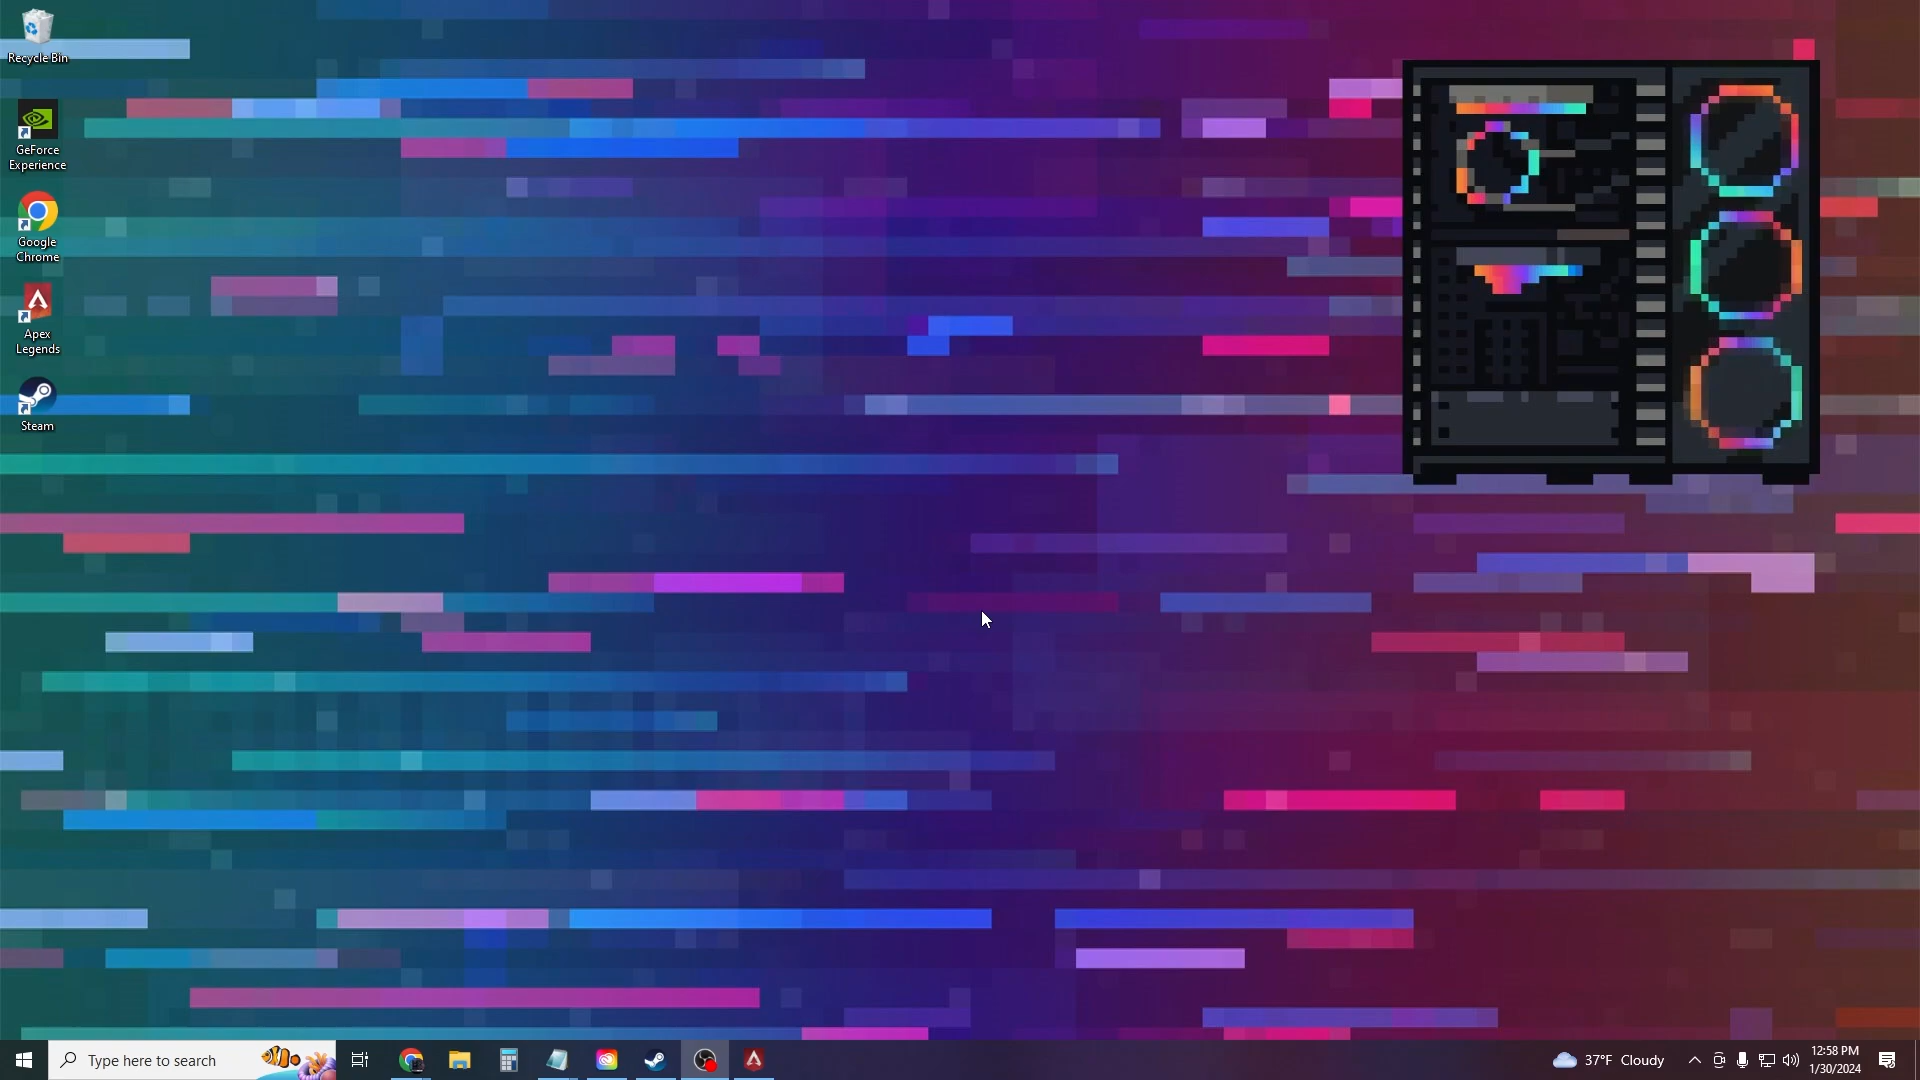 Recycle Bin
GeForce
Experience
Google
Chrome
Apex
Legends
Steam
Type here to search
37°F Cloudy
12:58 PM
1/30/2024